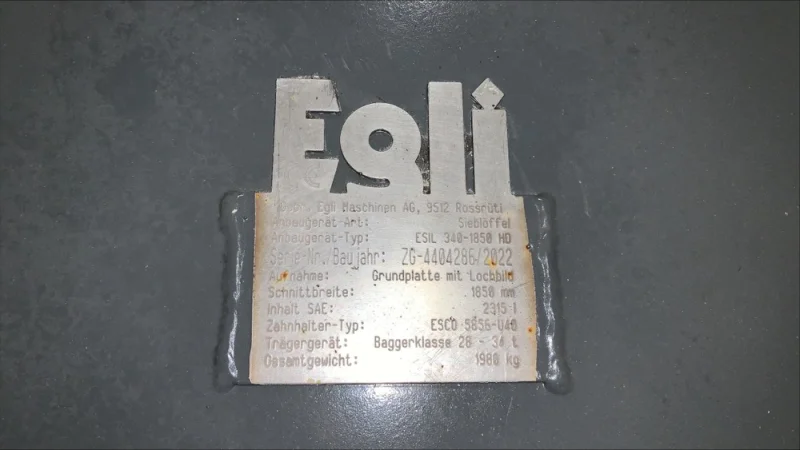 Egli
Gebr. Egli Maschinen AG, 9512 Rossrüti
Anbaugerät-Art: Sieblöffel
Anbaugerät-Typ: ESIL 340-1850 HD
Serie-Nr./Baujahr: ZG-4404286/2022
Aufnahme: Grundplatte mit Lochbild
Schnittbreite: 1850 mm
Inhalt SAE: 2315 l
Zahnhalter-Typ: ESCO 5856-U40
Trägergerät: Baggerklasse 28 - 34 t
Gesamtgewicht: 1980 kg